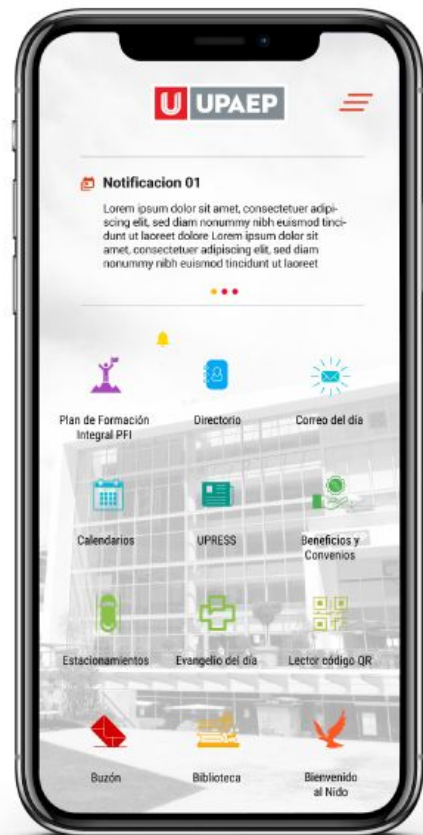 U UPAEP
Notificacion 01
Lorem ipsum dolor sit amet, consectetuer adipi-
scing elit, sed diam nonummy nibh euismod tinci-
dunt ut laoreet dolore Lorem ipsum dolor sit
amet, consectetuer adipiscing elit, sed diam
nonummy nibh euismod tincidunt ut laoreet
Plan de Formación
Integral PFI
Directorio
Correo del día
Calendarios
UPRESS
Beneficios y
Convenios
Estacionamientos
Evangelio del día
Lector código QR
Buzón
Biblioteca
Bienvenido
al Nido